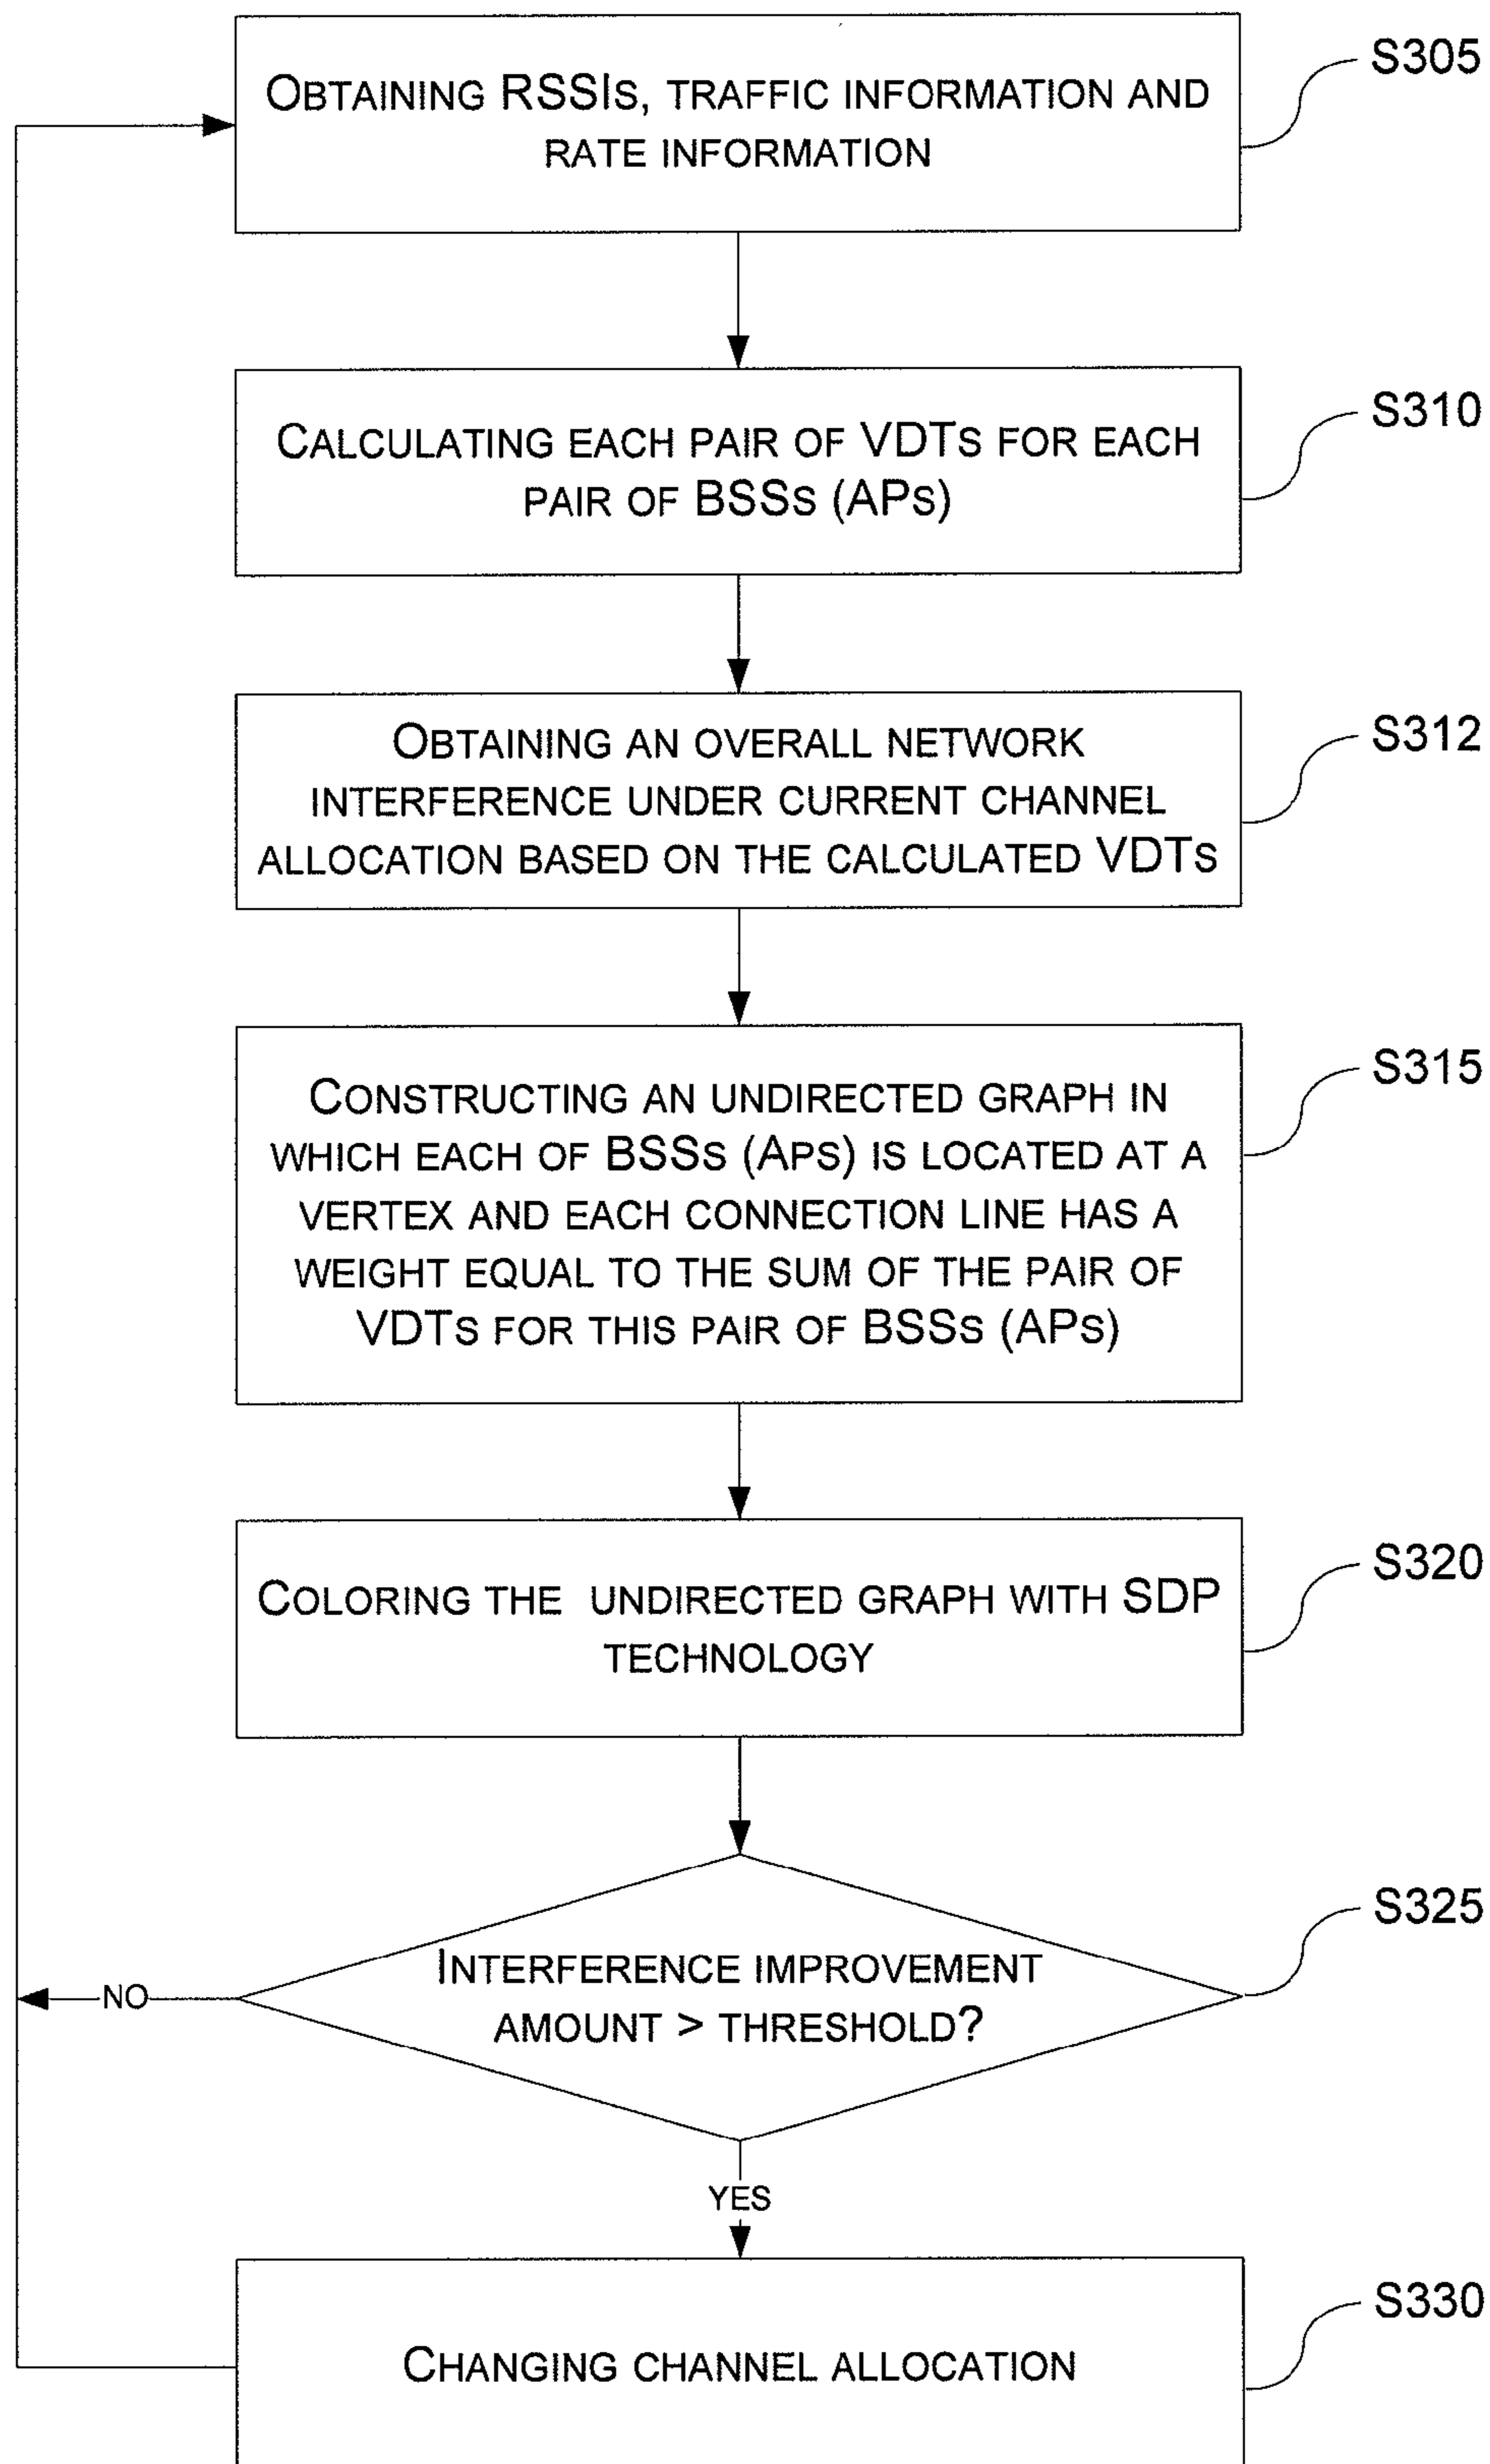 S305
OBTAINING RSSIS, TRAFFIC INFORMATION AND
RATE INFORMATION
S310
CALCULATING EACH PAIR OF VDTS FOR EACH
PAIR OF BSSS (APS)
S312
OBTAINING AN OVERALL NETWORK
INTERFERENCE UNDER CURRENT CHANNEL
ALLOCATION BASED ON THE CALCULATED VDTS
S315
CONSTRUCTING AN UNDIRECTED GRAPH IN
WHICH EACH OF BSSS (APS) IS LOCATED AT A
VERTEX AND EACH CONNECTION LINE HAS A
WEIGHT EQUAL TO THE SUM OF THE PAIR OF
VDTS FOR THIS PAIR OF BSSS (APS)
S320
COLORING THE UNDIRECTED GRAPH WITH SDP
TECHNOLOGY
S325
INTERFERENCE IMPROVEMENT
AMOUNT > THRESHOLD?
NO
YES
S330
CHANGING CHANNEL ALLOCATION